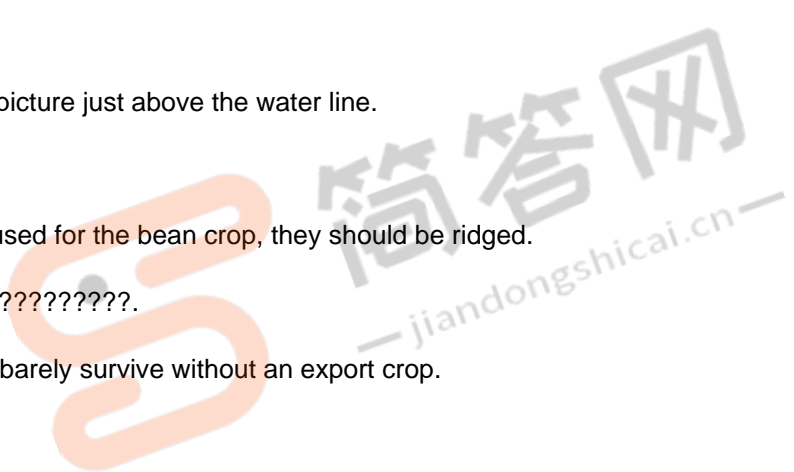 picture just above the water line.
used for the bean crop, they should be ridged.
??????????.
barely survive without an export crop.
简答网
jiandongshicai.cn